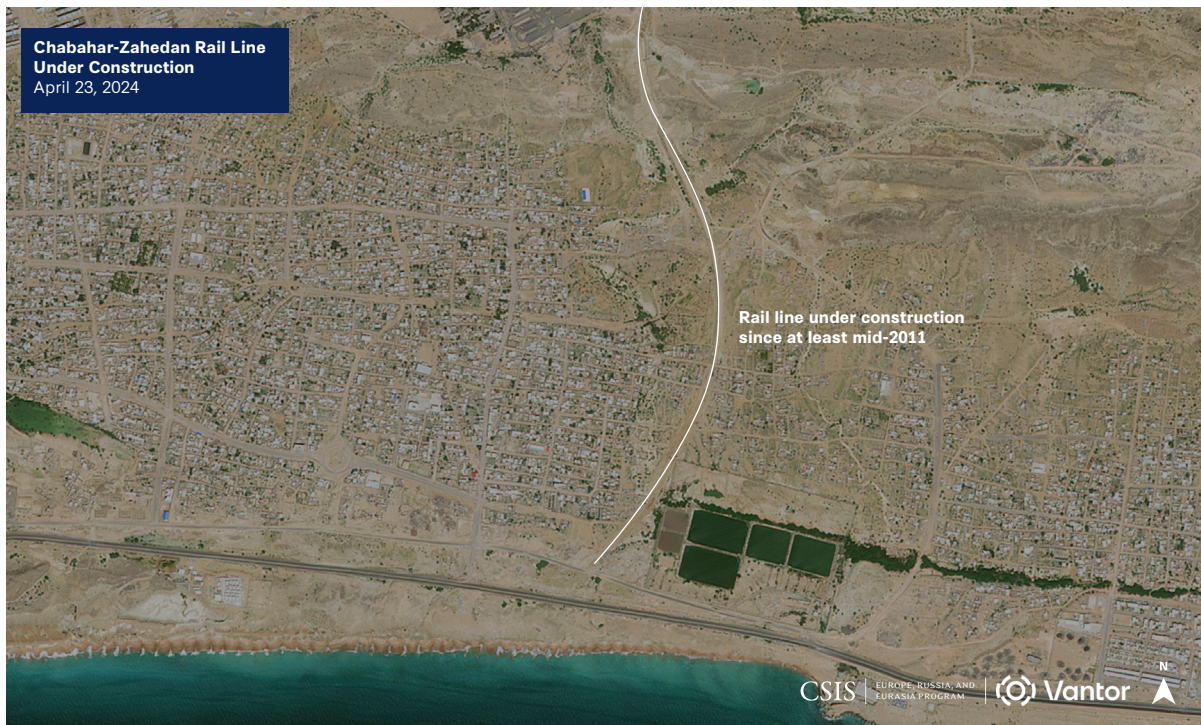 Chabahar-Zahedan Rail Line
Under Construction
April 23, 2024
Rail line under construction
since at least mid-2011
N
CSIS
EUROPE, RUSSIA, AND
EURASIA PROGRAM
Vantor